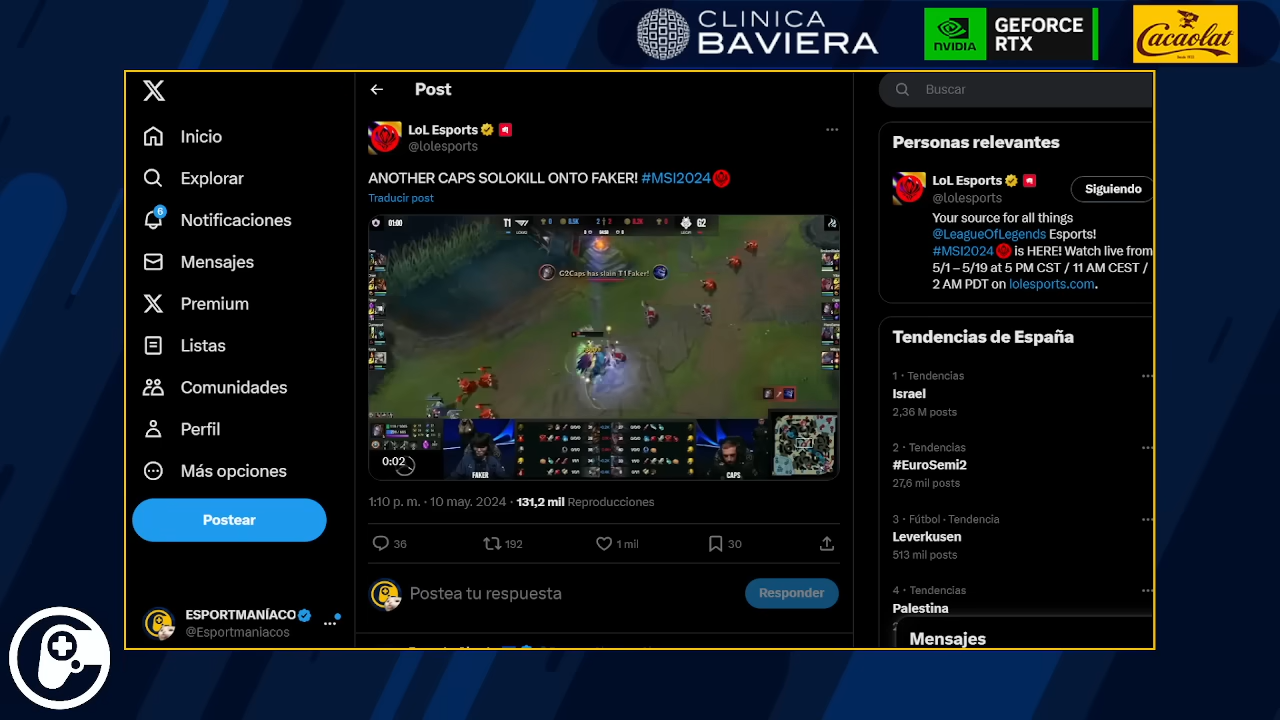 CLINICA
BAVIERA
NVIDIA
GEFORCE
RTX
Cacaolat
Inicio
Explorar
6
Notificaciones
Mensajes
Premium
Listas
Comunidades
Perfil
Más opciones
Postear
ESPORTMANÍACO
@Esportmaniacos
Post
LoL Esports
@lolesports
ANOTHER CAPS SOLOKILL ONTO FAKER! #MSI2024
Traducir post
01:00
T1
G2
G2Caps has slain T1Faker!
0:02
FAKER
CAPS
1:10 p. m. · 10 may. 2024 · 131,2 mil Reproducciones
36
192
1 mil
30
Postea tu respuesta
Responder
Buscar
Personas relevantes
LoL Esports
@lolesports
Siguiendo
Your source for all things
@LeagueOfLegends Esports!
#MSI2024 is HERE! Watch live from
5/1 – 5/19 at 5 PM CST / 11 AM CEST /
2 AM PDT on lolesports.com.
Tendencias de España
1 · Tendencias
Israel
2,36 M posts
2 · Tendencias
#EuroSemi2
27,6 mil posts
3 · Fútbol · Tendencia
Leverkusen
513 mil posts
4 · Tendencias
Palestina
Mensajes